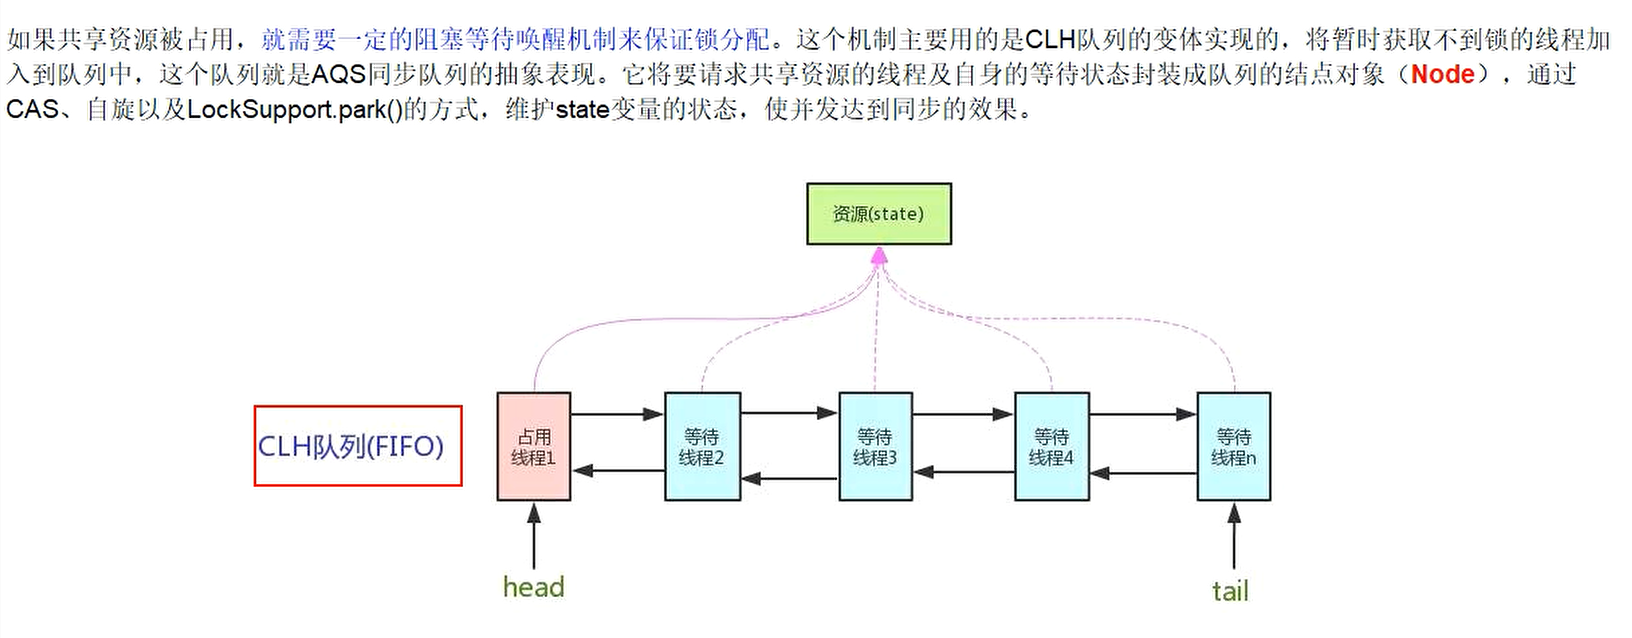 如果共享资源被占用，就需要一定的阻塞等待唤醒机制来保证锁分配。这个机制主要用的是CLH队列的变体实现的，将暂时获取不到锁的线程加
入到队列中，这个队列就是AQS同步队列的抽象表现。它将要请求共享资源的线程及自身的等待状态封装成队列的结点对象（Node），通过
CAS、自旋以及LockSupport.park()的方式，维护state变量的状态，使并发达到同步的效果。
资源(state)
CLH队列(FIFO)
占用
线程1
等待
线程2
等待
线程3
等待
线程4
等待
线程n
head
tail